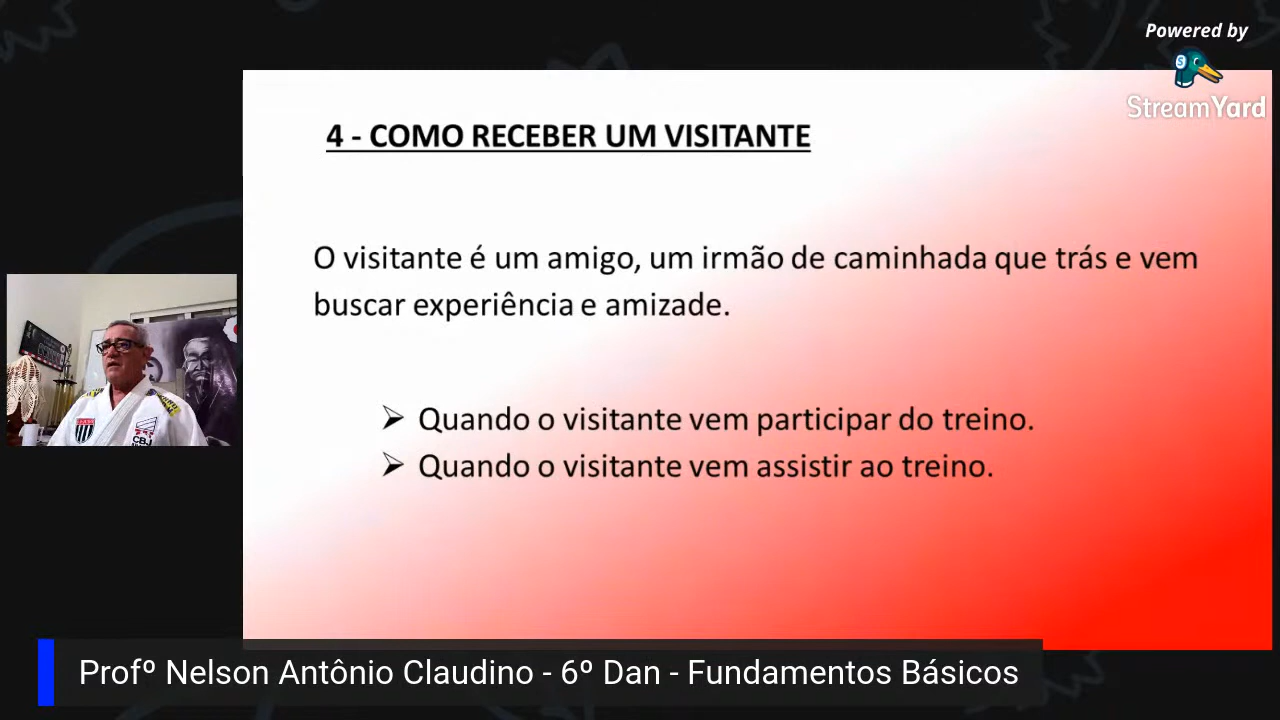 Powered by
StreamYard
4 - COMO RECEBER UM VISITANTE
O visitante é um amigo, um irmão de caminhada que trás e vem
buscar experiência e amizade.
➢ Quando o visitante vem participar do treino.
➢ Quando o visitante vem assistir ao treino.
CBJ
Profº Nelson Antônio Claudino - 6º Dan - Fundamentos Básicos